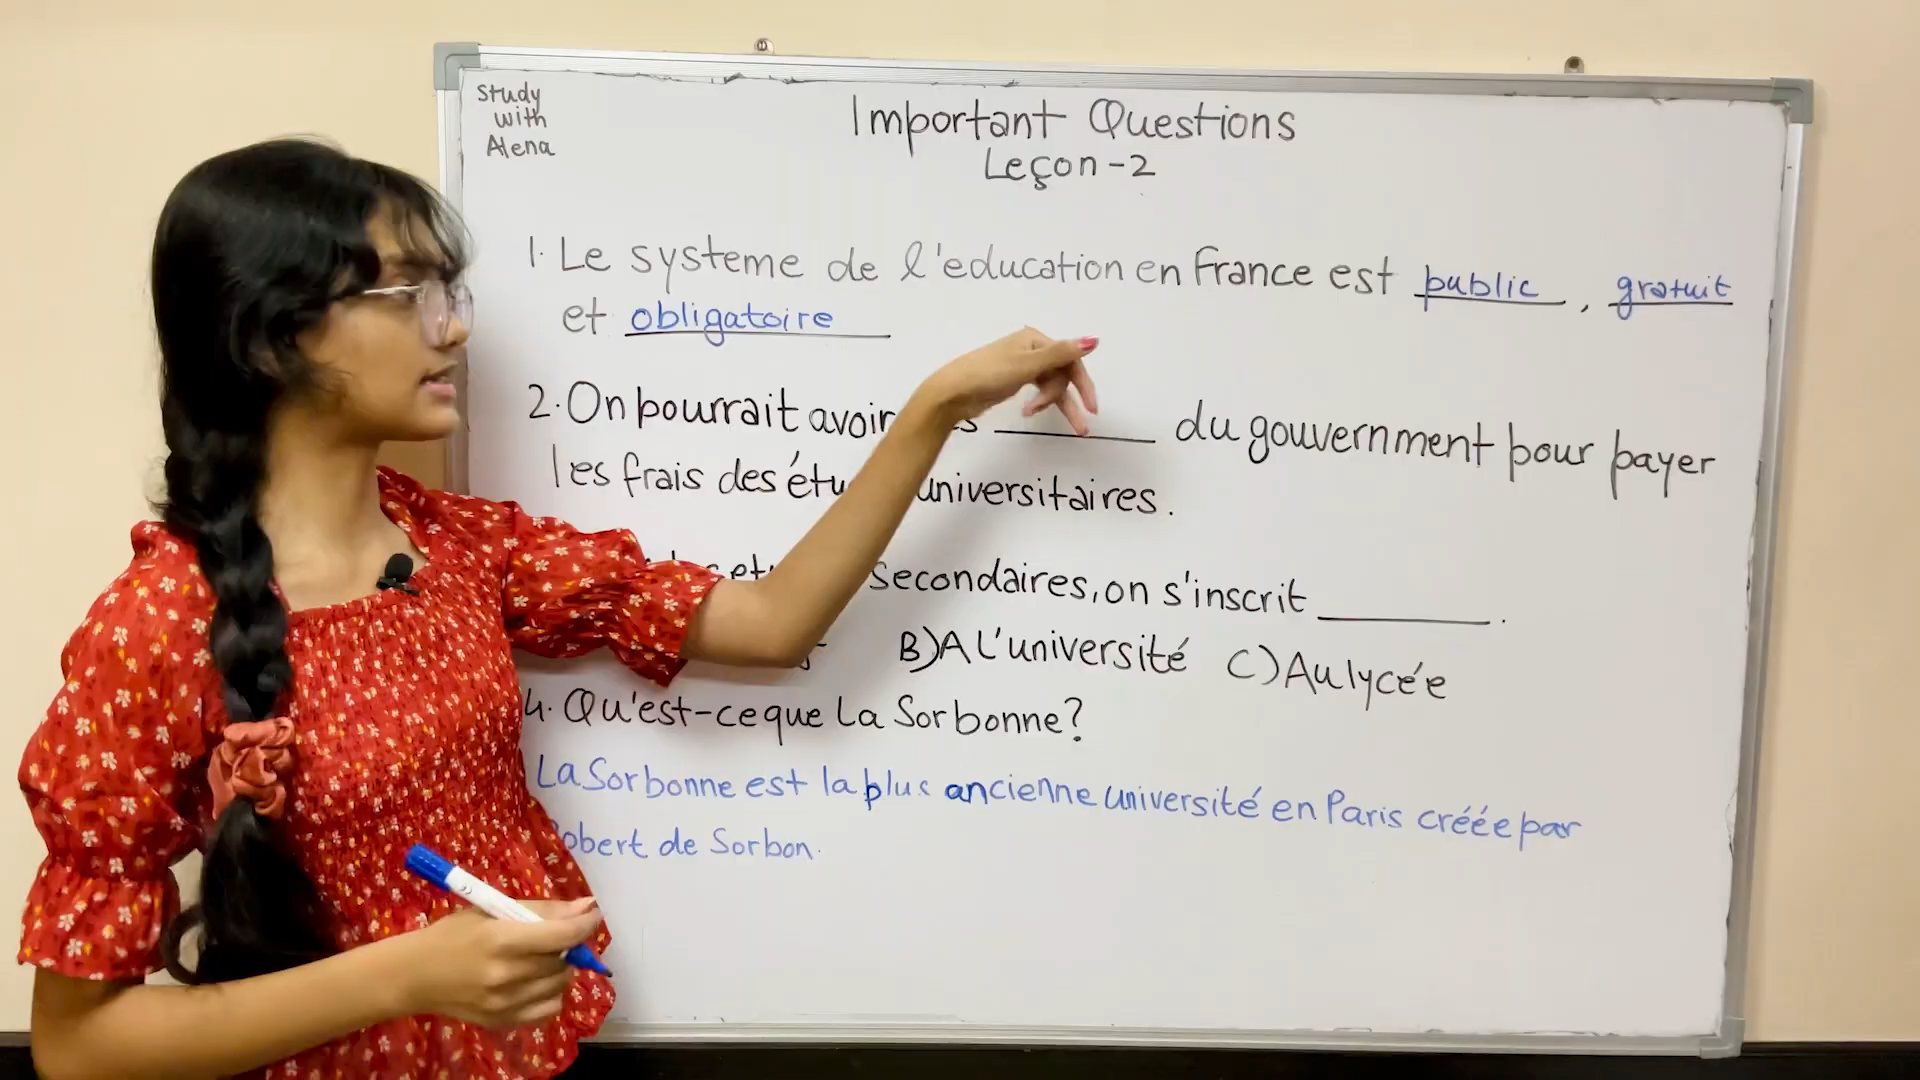 Study
with
Alena
Important Questions
Leçon-2
1. Le systeme de l'education en France est public, gratuit
et obligatoire
2. On pourrait avoir du gouvernment pour payer
les frais des universitaires.
secondaires, on s'inscrit
B) A L'université C) Au lycée
4. Qu'est-ce que La Sorbonne?
La Sorbonne est la plus ancienne université en Paris créée par
Robert de Sorbon.